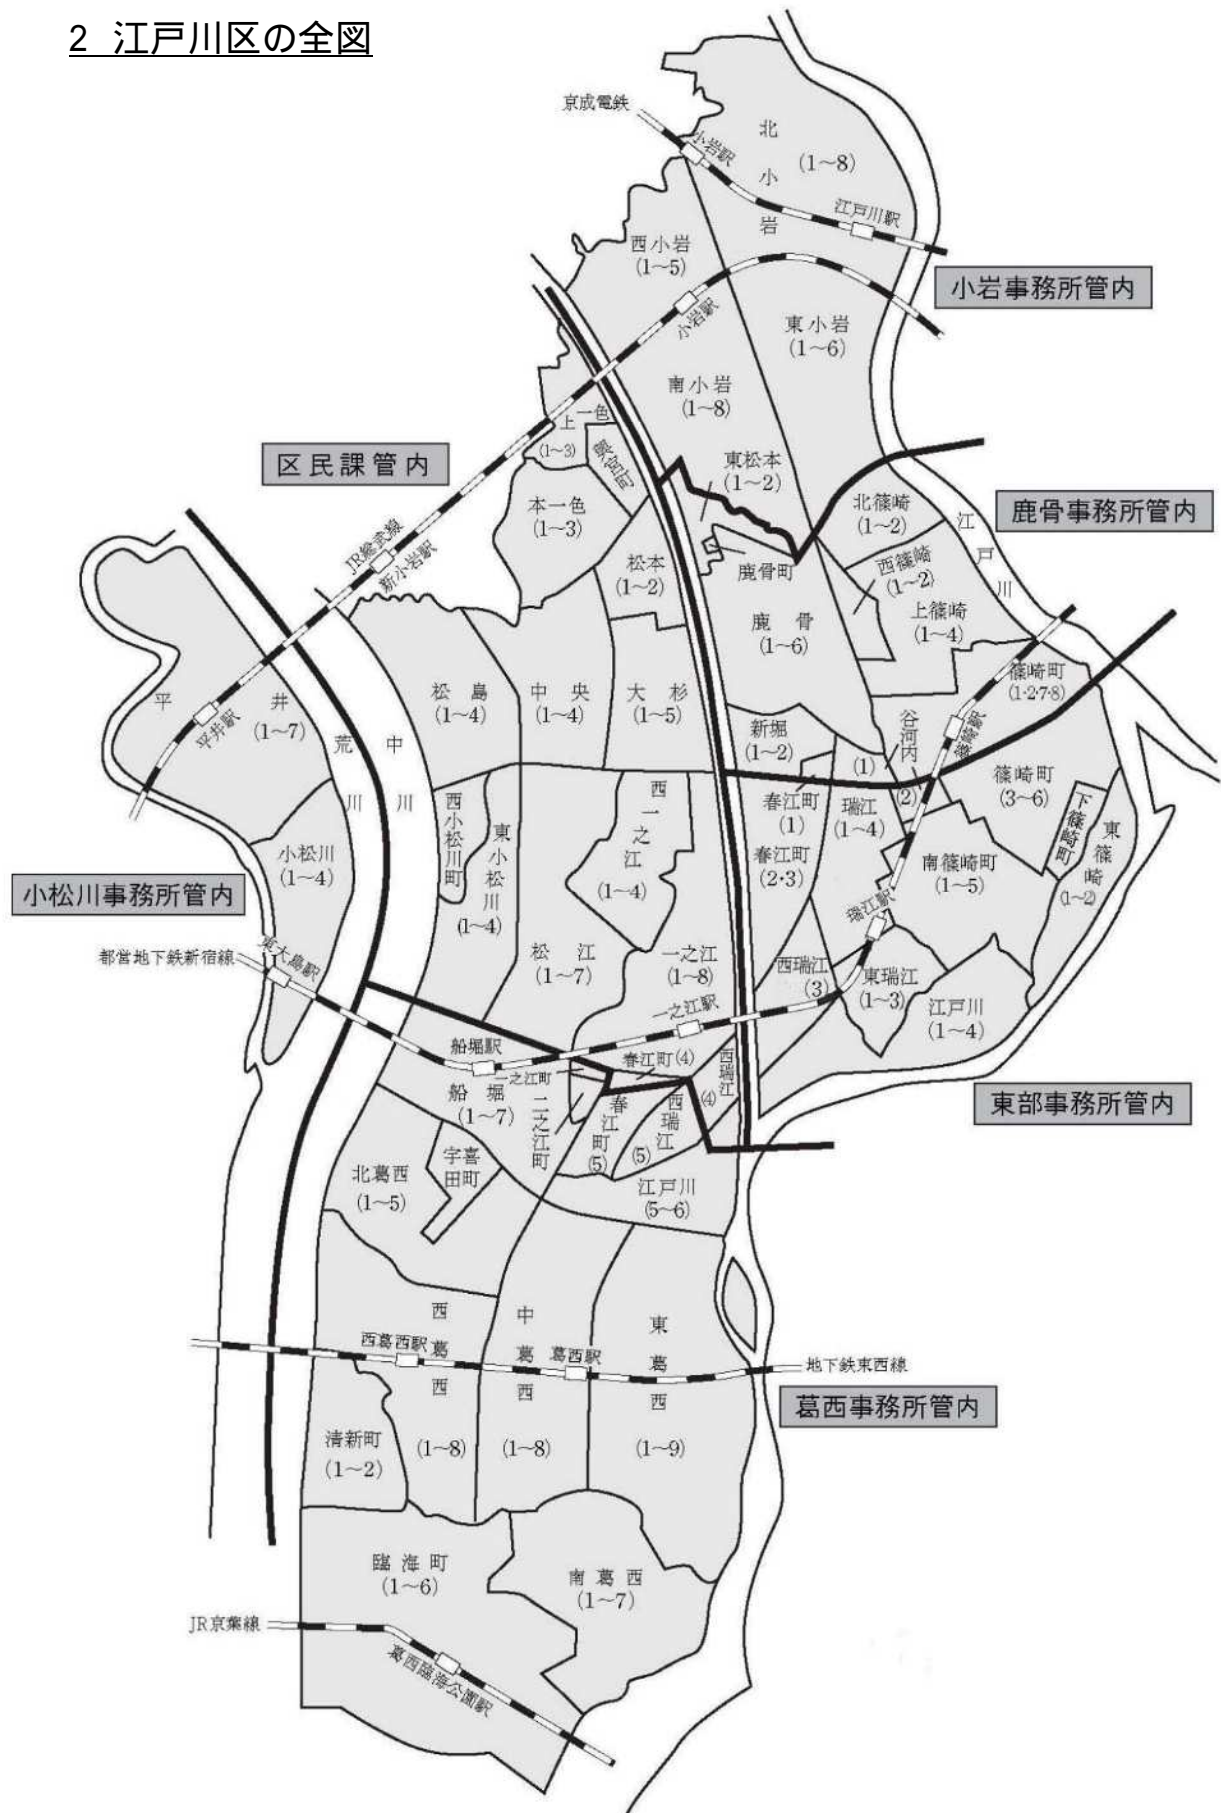 2 江戸川区の全図
京成電鉄
小岩駅
北小岩
(1～8)
江戸川駅
西小岩
(1～5)
小岩事務所管内
小岩駅
東小岩
(1～6)
南小岩
(1～8)
上一色
(1～3)
興宮町
区民課管内
東松本
(1～2)
本一色
(1～3)
北篠崎
(1～2)
鹿骨事務所管内
江戸川
JR総武線
新小岩駅
松本
(1～2)
鹿骨町
西篠崎
(1～2)
鹿骨
(1～6)
上篠崎
(1～4)
平井
(1～7)
平井駅
荒川
中川
松島
(1～4)
中央
(1～4)
大杉
(1～5)
篠崎町
(1·2·7·8)
新堀
(1～2)
谷河内
(1)
(2)
篠崎駅
篠崎町
(3～6)
西小松川町
東小松川
(1～4)
西一之江
(1～4)
春江町
(1)
瑞江
(1～4)
下篠崎町
東篠崎
(1～2)
小松川
(1～4)
春江町
(2·3)
南篠崎町
(1～5)
小松川事務所管内
瑞江駅
都営地下鉄新宿線
東大島駅
松江
(1～7)
一之江
(1～8)
西瑞江
(3)
東瑞江
(1～3)
江戸川
(1～4)
一之江駅
船堀駅
春江町(4)
西瑞江
(4)
一之江町
船堀
(1～7)
二之江町
春江町
(5)
西瑞江
(5)
東部事務所管内
宇喜田町
北葛西
(1～5)
江戸川
(5～6)
西葛西
(1～8)
中葛西
(1～8)
東葛西
(1～9)
西葛西駅
葛西駅
地下鉄東西線
葛西事務所管内
清新町
(1～2)
臨海町
(1～6)
南葛西
(1～7)
JR京葉線
葛西臨海公園駅